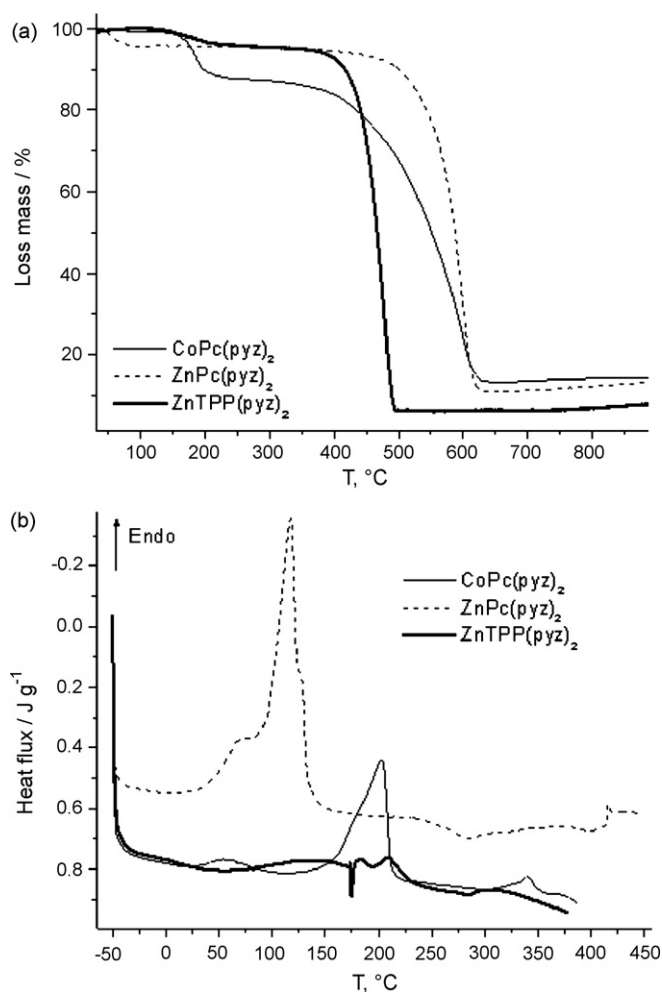 (a)
100
80
60
40
20
Loss mass / %
CoPc(pyz)₂
ZnPc(pyz)₂
ZnTPP(pyz)₂
100 200 300 400 500 600 700 800
T, °C
(b)
Endo
-0.2
0.0
0.2
0.4
0.6
0.8
Heat flux / J g⁻¹
CoPc(pyz)₂
ZnPc(pyz)₂
ZnTPP(pyz)₂
-50 0 50 100 150 200 250 300 350 400 450
T, °C